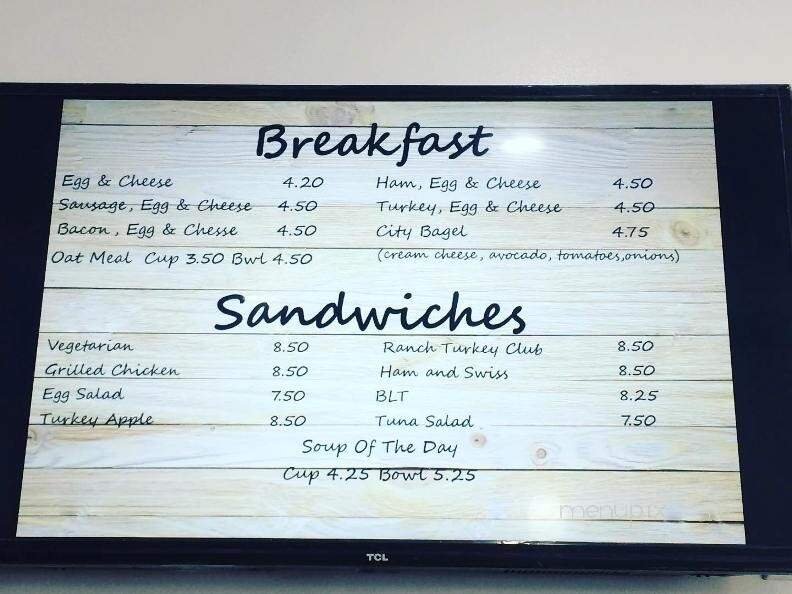 Breakfast
Egg & Cheese 4.20 Ham, Egg & Cheese 4.50
Sausage, Egg & Cheese 4.50 Turkey, Egg & Cheese 4.50
Bacon, Egg & Chesse 4.50 City Bagel 4.75
Oat Meal Cup 3.50 Bwl 4.50 (cream cheese, avocado, tomatoes,onions)
Sandwiches
Vegetarian 8.50 Ranch Turkey Club 8.50
Grilled Chicken 8.50 Ham and Swiss 8.50
Egg Salad 7.50 BLT 8.25
Turkey Apple 8.50 Tuna Salad 7.50
Soup Of The Day
Cup 4.25 Bowl 5.25
menupix
TCL